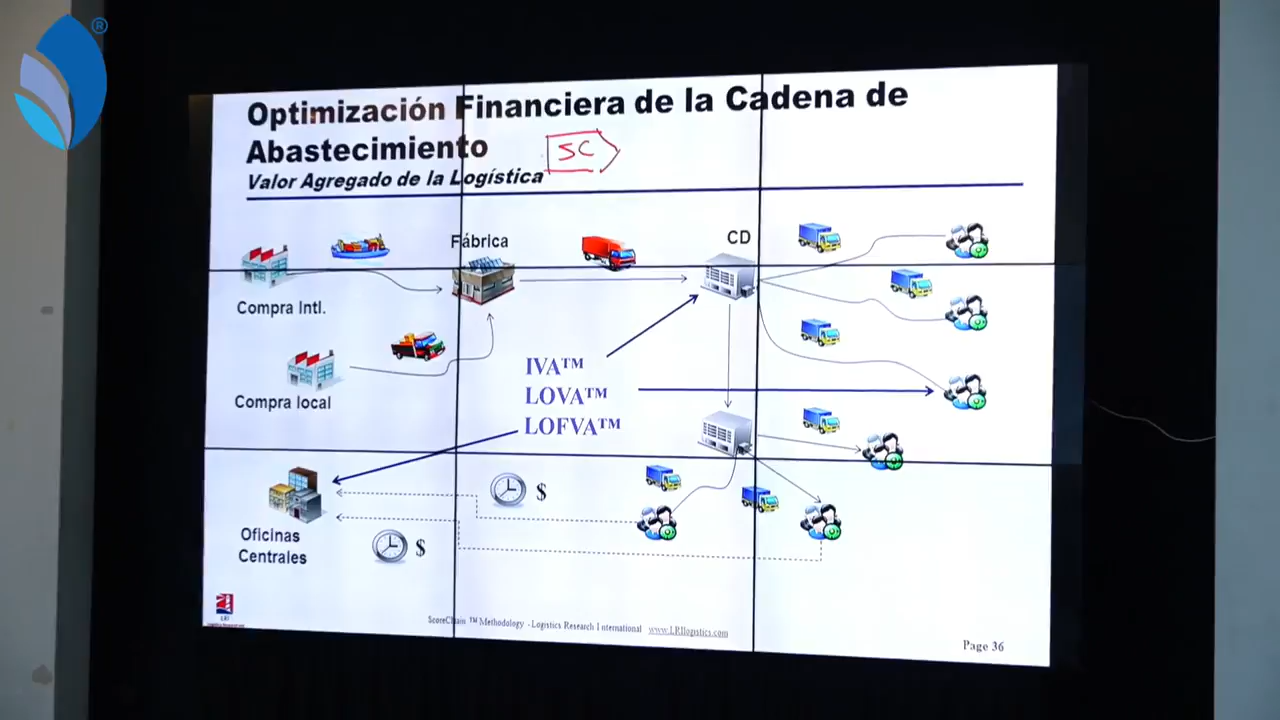 ®
Optimización Financiera de la Cadena de
Abastecimiento
SC
Valor Agregado de la Logística
Fábrica
CD
Compra Intl.
IVA™
LOVA™
LOFVA™
Compra local
$
Oficinas
Centrales
$
LRI
ScoreChain ™ Methodology - Logistics Research International www.LRIlogistics.com
Page 36